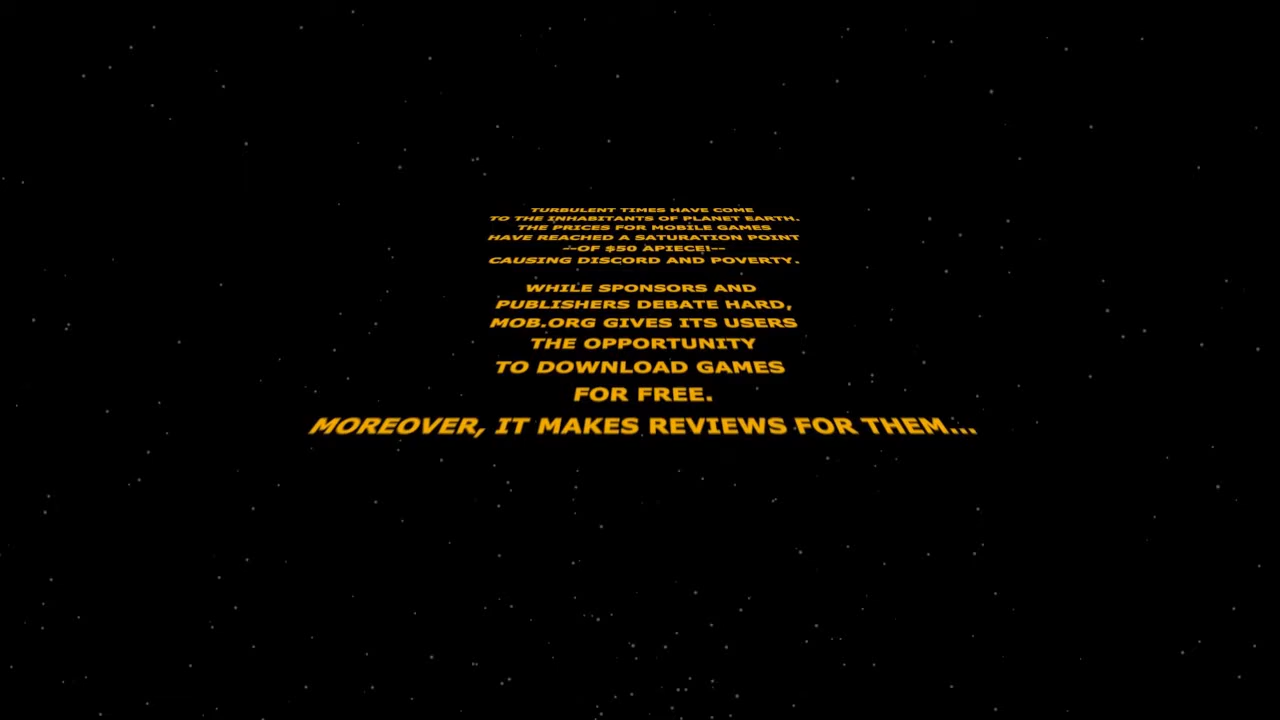 TURBULENT TIMES HAVE COME
TO THE INHABITANTS OF PLANET EARTH.
THE PRICES FOR MOBILE GAMES
HAVE REACHED A SATURATION POINT
--OF $50 APIECE!--
CAUSING DISCORD AND POVERTY.
WHILE SPONSORS AND
PUBLISHERS DEBATE HARD,
MOB.ORG GIVES ITS USERS
THE OPPORTUNITY
TO DOWNLOAD GAMES
FOR FREE.
MOREOVER, IT MAKES REVIEWS FOR THEM...